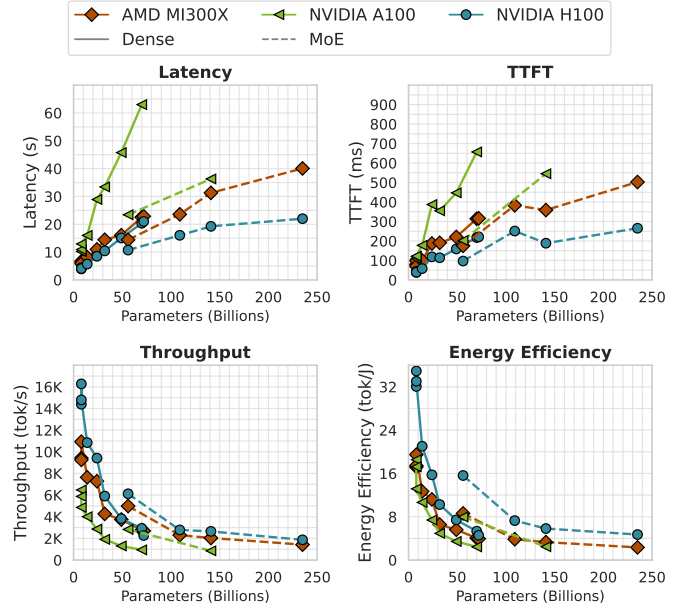 AMD MI300X NVIDIA A100 NVIDIA H100
Dense MoE
Latency
TTFT
Latency (s)
60
50
40
30
20
10
0
0 50 100 150 200 250
Parameters (Billions)
TTFT (ms)
900
800
700
600
500
400
300
200
100
0
0 50 100 150 200 250
Parameters (Billions)
Throughput
Energy Efficiency
Throughput (tok/s)
16K
14K
12K
10K
8K
6K
4K
2K
0
0 50 100 150 200 250
Parameters (Billions)
Energy Efficiency (tok/J)
32
24
16
8
0
0 50 100 150 200 250
Parameters (Billions)